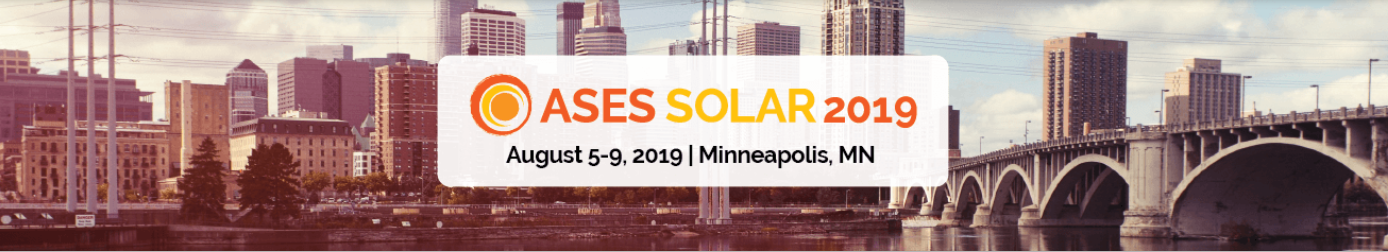 ASES SOLAR 2019
August 5-9, 2019 | Minneapolis, MN